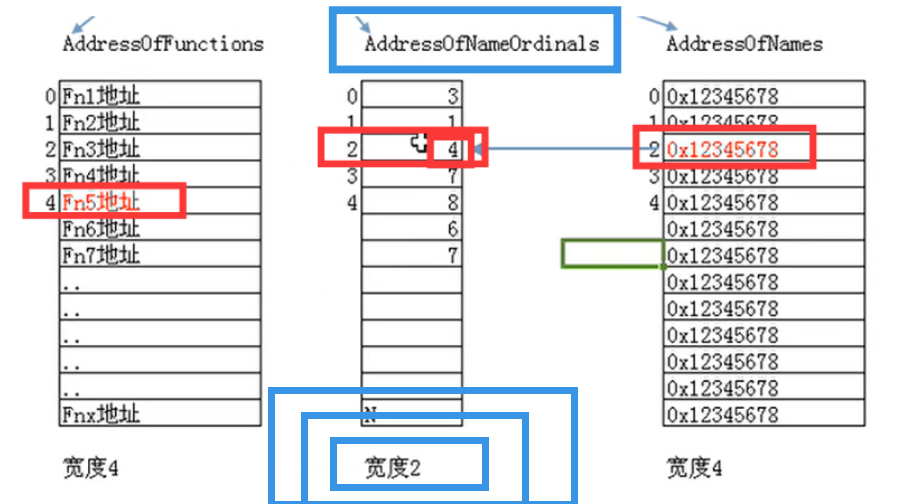 AddressOfFunctions AddressOfNameOrdinals AddressOfNames
0 Fn1地址 0 3 0 0x12345678
1 Fn2地址 1 1 1 0x12345678
2 Fn3地址 2 4 2 0x12345678
3 Fn4地址 3 7 3 0x12345678
4 Fn5地址 4 8 4 0x12345678
Fn6地址 6 0x12345678
Fn7地址 7 0x12345678
.. 0x12345678
.. 0x12345678
.. 0x12345678
.. 0x12345678
.. 0x12345678
Fnx地址 N 0x12345678
宽度4 宽度2 宽度4